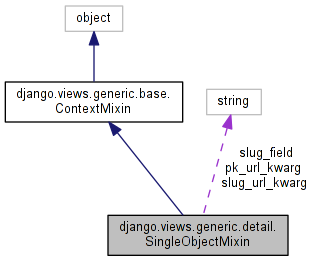 object
django.views.generic.base.
ContextMixin
string
slug_field
pk_url_kwarg
slug_url_kwarg
django.views.generic.detail.
SingleObjectMixin